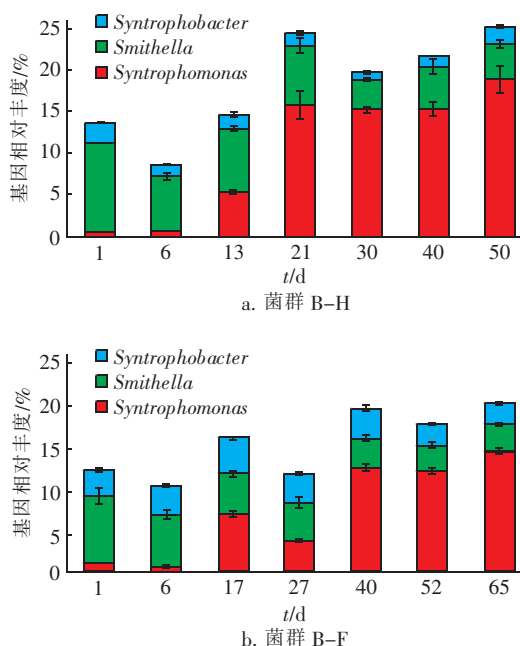 Syntrophobacter
Smithella
Syntrophomonas
基因相对丰度/%
25
20
15
10
5
0
1 6 13 21 30 40 50
t/d
a. 菌群 B-H
Syntrophobacter
Smithella
Syntrophomonas
基因相对丰度/%
25
20
15
10
5
0
1 6 17 27 40 52 65
t/d
b. 菌群 B-F